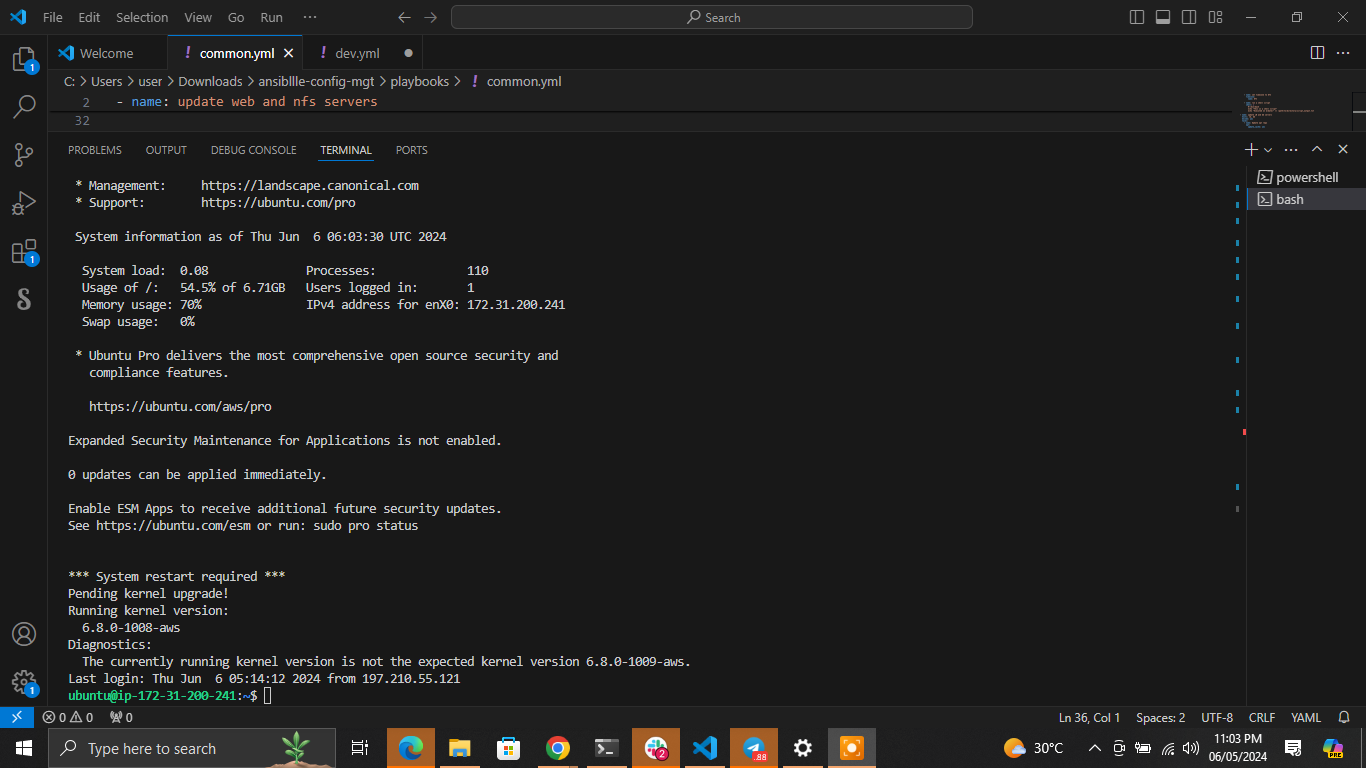 File Edit Selection View Go Run ··· Search
Welcome ! common.yml ! dev.yml
C: > Users > user > Downloads > ansibllle-config-mgt > playbooks > ! common.yml
2 - name: update web and nfs servers
32
PROBLEMS OUTPUT DEBUG CONSOLE TERMINAL PORTS
powershell
bash
* Management: https://landscape.canonical.com
* Support: https://ubuntu.com/pro
System information as of Thu Jun 6 06:03:30 UTC 2024
System load: 0.08 Processes: 110
Usage of /: 54.5% of 6.71GB Users logged in: 1
Memory usage: 70% IPv4 address for enX0: 172.31.200.241
Swap usage: 0%
* Ubuntu Pro delivers the most comprehensive open source security and
compliance features.
https://ubuntu.com/aws/pro
Expanded Security Maintenance for Applications is not enabled.
0 updates can be applied immediately.
Enable ESM Apps to receive additional future security updates.
See https://ubuntu.com/esm or run: sudo pro status
*** System restart required ***
Pending kernel upgrade!
Running kernel version:
6.8.0-1008-aws
Diagnostics:
The currently running kernel version is not the expected kernel version 6.8.0-1009-aws.
Last login: Thu Jun 6 05:14:12 2024 from 197.210.55.121
ubuntu@ip-172-31-200-241:~$
1
1
1
0 0 0 Ln 36, Col 1 Spaces: 2 UTF-8 CRLF YAML
Type here to search 2 .88 30°C 11:03 PM
06/05/2024 PRE